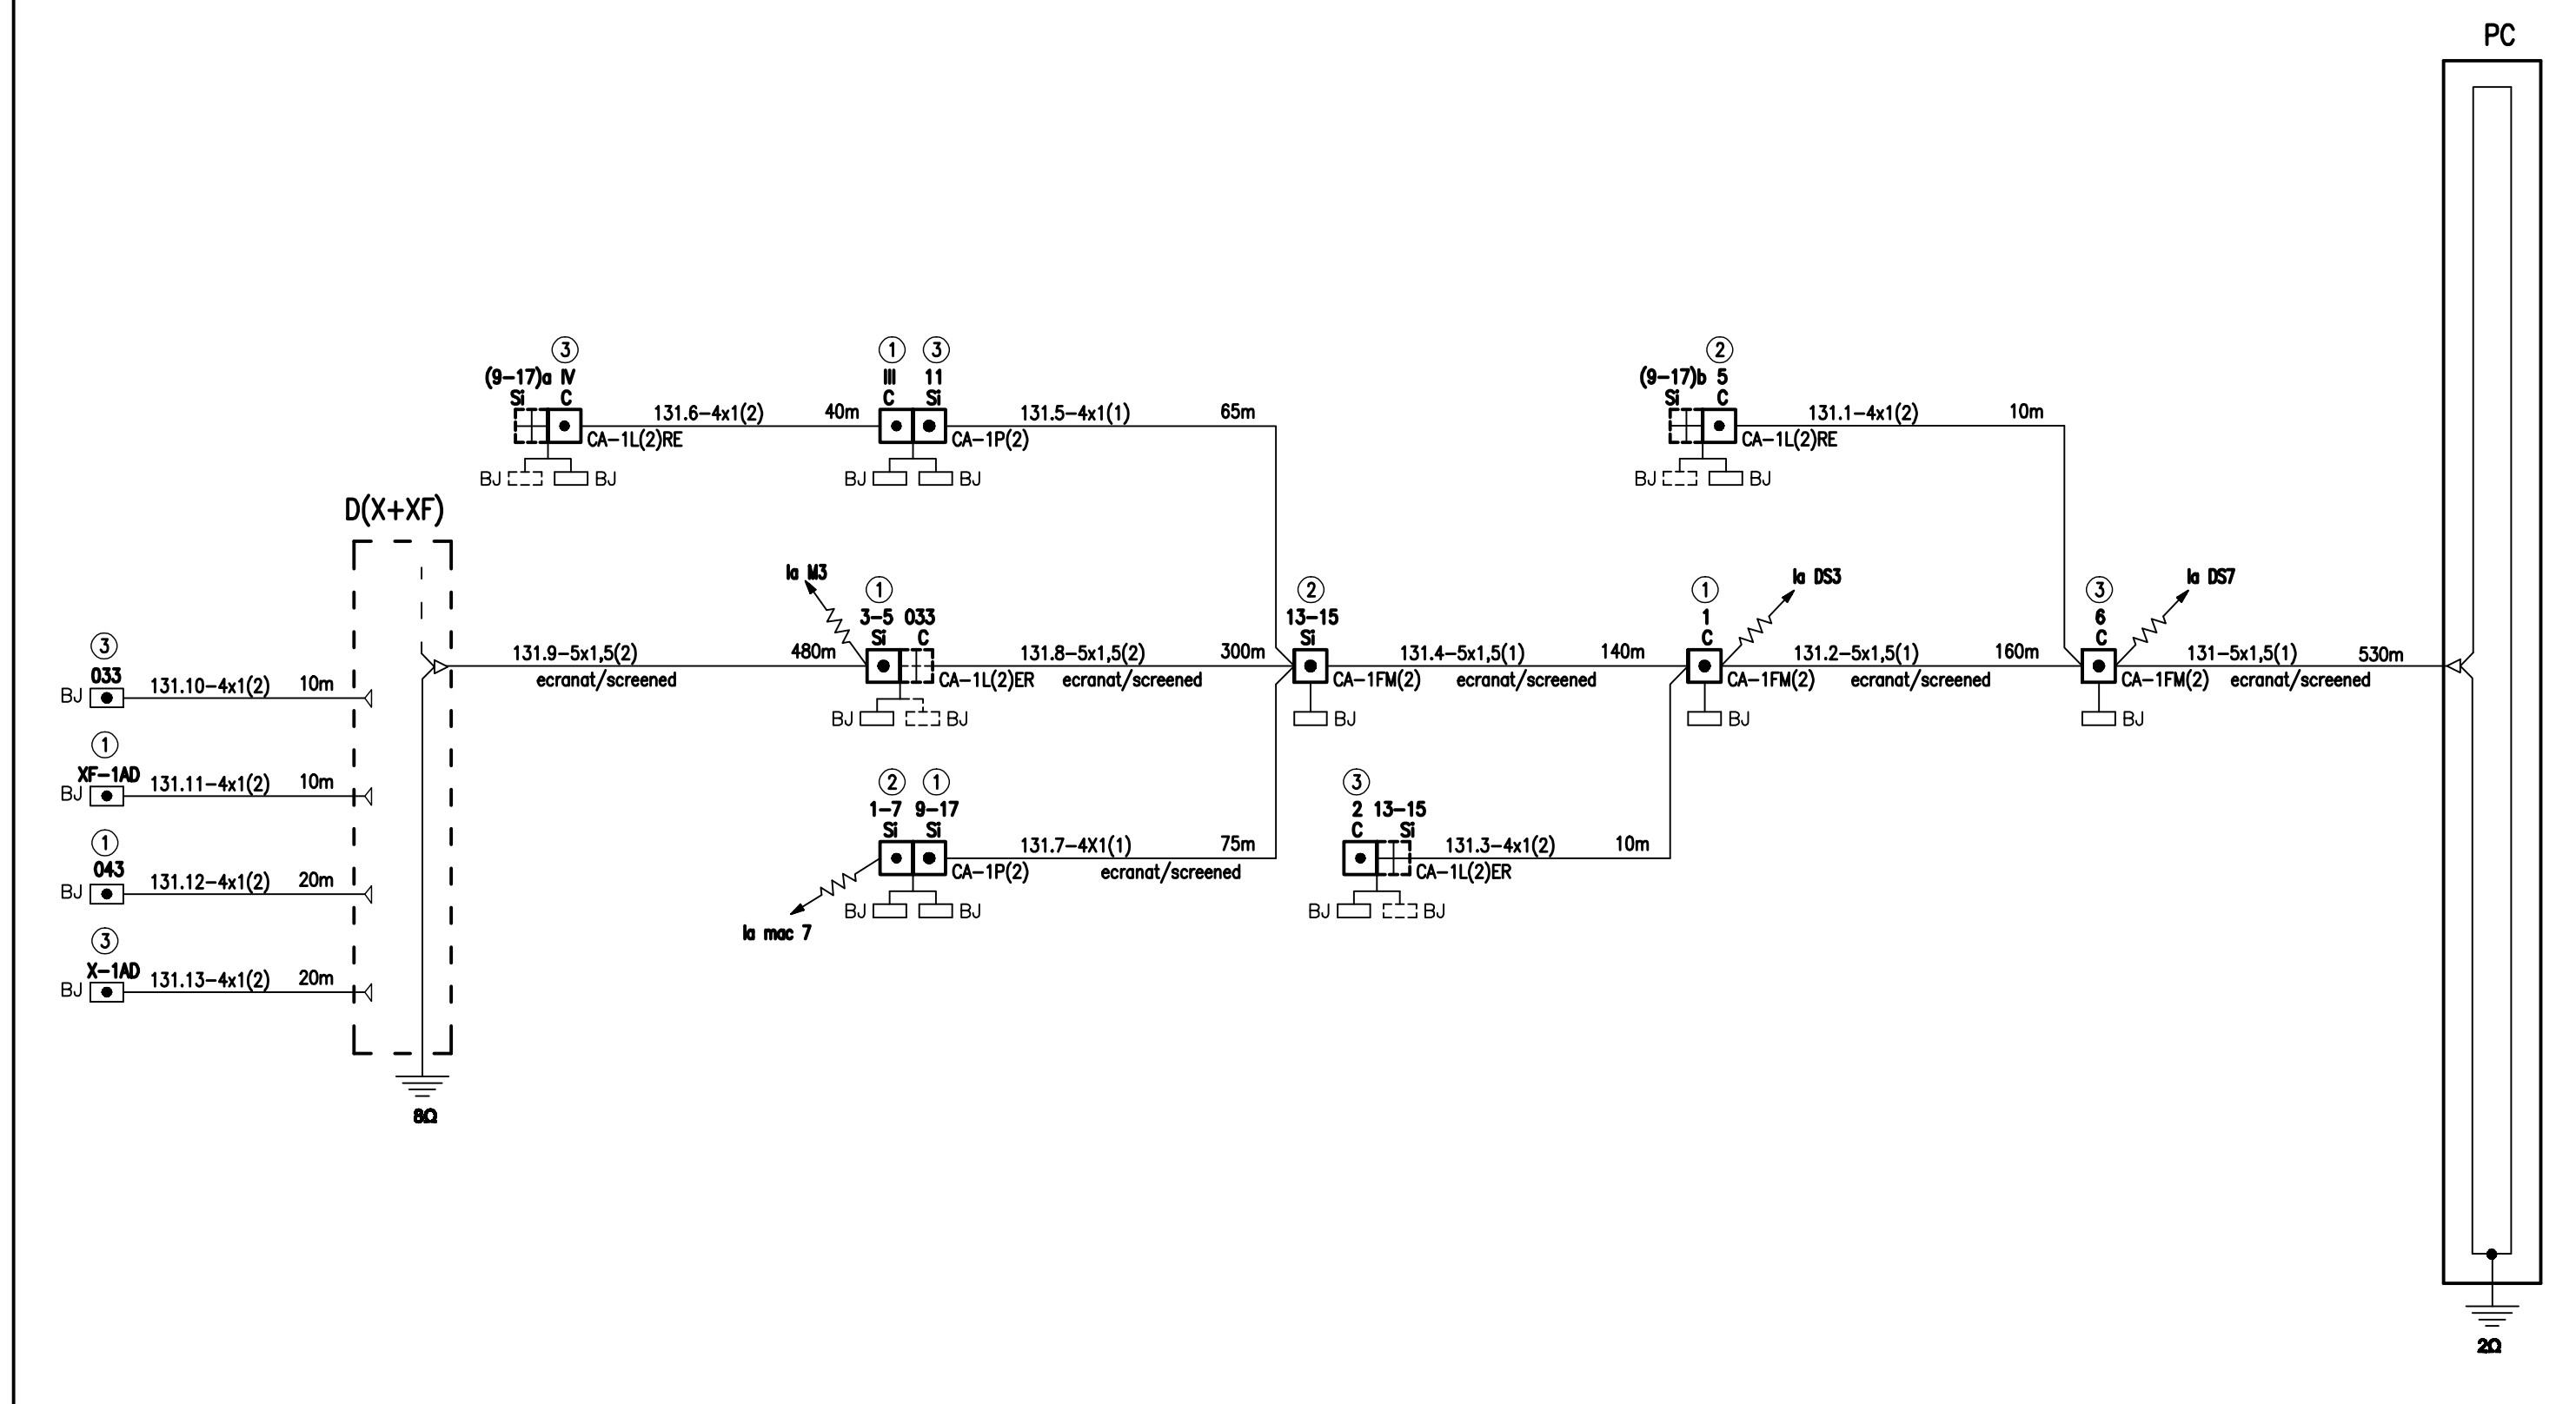 PC
3
1
3
2
(9-17)a IV
III
11
(9-17)b 5
Si
C
C
Si
Si
C
131.6-4x1(2)
40m
131.5-4x1(1)
65m
131.1-4x1(2)
10m
CA-1L(2)RE
CA-1P(2)
CA-1L(2)RE
BJ
BJ
BJ
BJ
BJ
BJ
D(X+XF)
la M3
la DS3
la DS7
1
2
1
3
3-5
033
13-15
1
6
Si
C
Si
C
C
131.9-5x1,5(2)
480m
131.8-5x1,5(2)
300m
131.4-5x1,5(1)
140m
131.2-5x1,5(1)
160m
131-5x1,5(1)
530m
ecranat/screened
CA-1L(2)ER
ecranat/screened
CA-1FM(2)
ecranat/screened
CA-1FM(2)
ecranat/screened
CA-1FM(2)
ecranat/screened
BJ
BJ
BJ
BJ
BJ
3
033
BJ
131.10-4x1(2)
10m
1
XF-1AD
BJ
131.11-4x1(2)
10m
1
043
BJ
131.12-4x1(2)
20m
3
X-1AD
BJ
131.13-4x1(2)
20m
2
1
3
1-7
9-17
2
13-15
Si
Si
C
Si
131.7-4X1(1)
75m
131.3-4x1(2)
10m
CA-1P(2)
ecranat/screened
CA-1L(2)ER
BJ
BJ
BJ
BJ
la mac 7
8Ω
2Ω